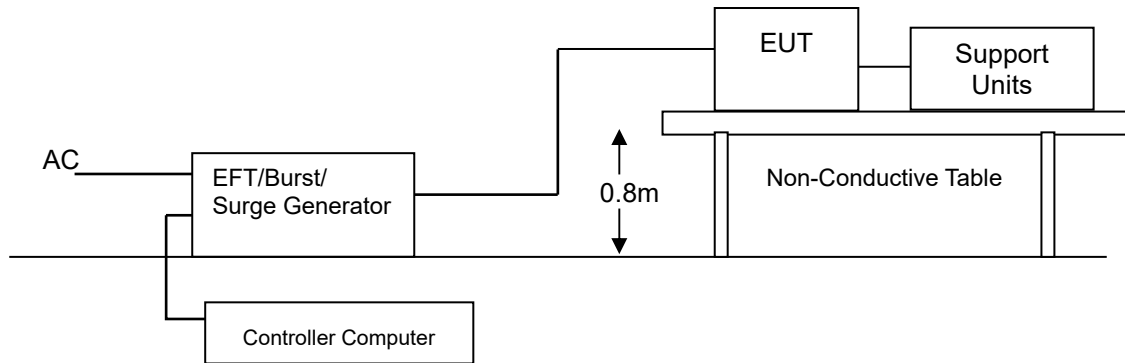 EUT
Support
Units
AC
EFT/Burst/
Surge Generator
0.8m
Non-Conductive Table
Controller Computer